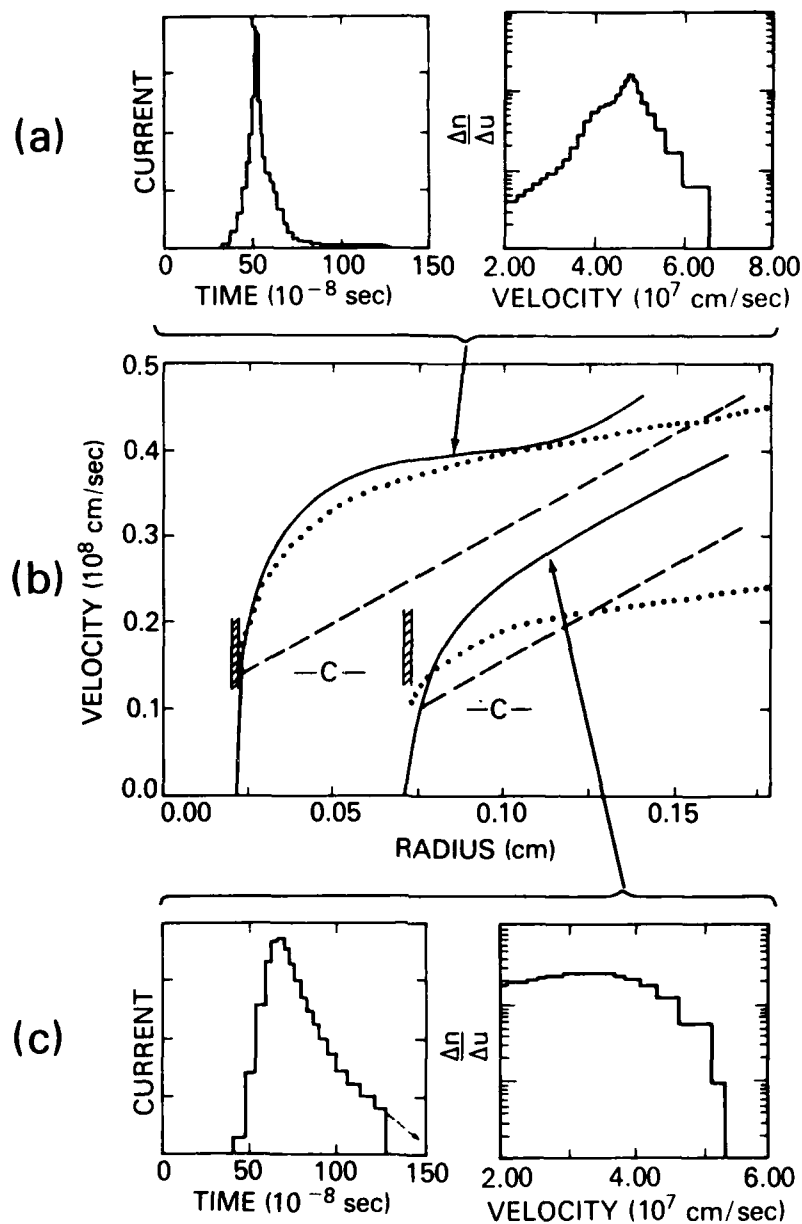 (a)
CURRENT
0 50 100 150
TIME (10⁻⁸ sec)
Δn
Δu
2.00 4.00 6.00 8.00
VELOCITY (10⁷ cm/sec)
(b)
VELOCITY (10⁸ cm/sec)
0.5
0.4
0.3
0.2
0.1
0.0
—C—
—C—
0.00 0.05 0.10 0.15
RADIUS (cm)
(c)
CURRENT
0 50 100 150
TIME (10⁻⁸ sec)
Δn
Δu
2.00 4.00 6.00
VELOCITY (10⁷ cm/sec)